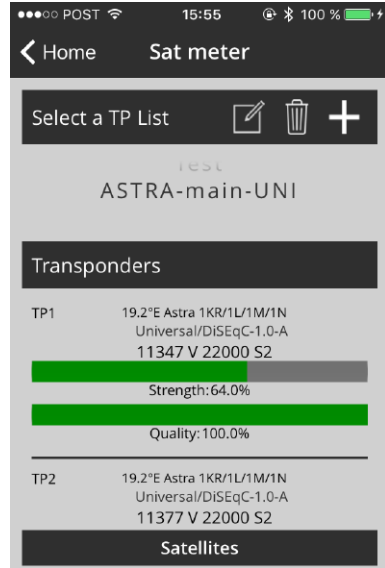 POST 15:55 100 %
Home Sat meter
Select a TP List
Test
ASTRA-main-UNI
Transponders
TP1 19.2°E Astra 1KR/1L/1M/1N
Universal/DiSEqC-1.0-A
11347 V 22000 S2
Strength:64.0%
Quality:100.0%
TP2 19.2°E Astra 1KR/1L/1M/1N
Universal/DiSEqC-1.0-A
11377 V 22000 S2
Satellites